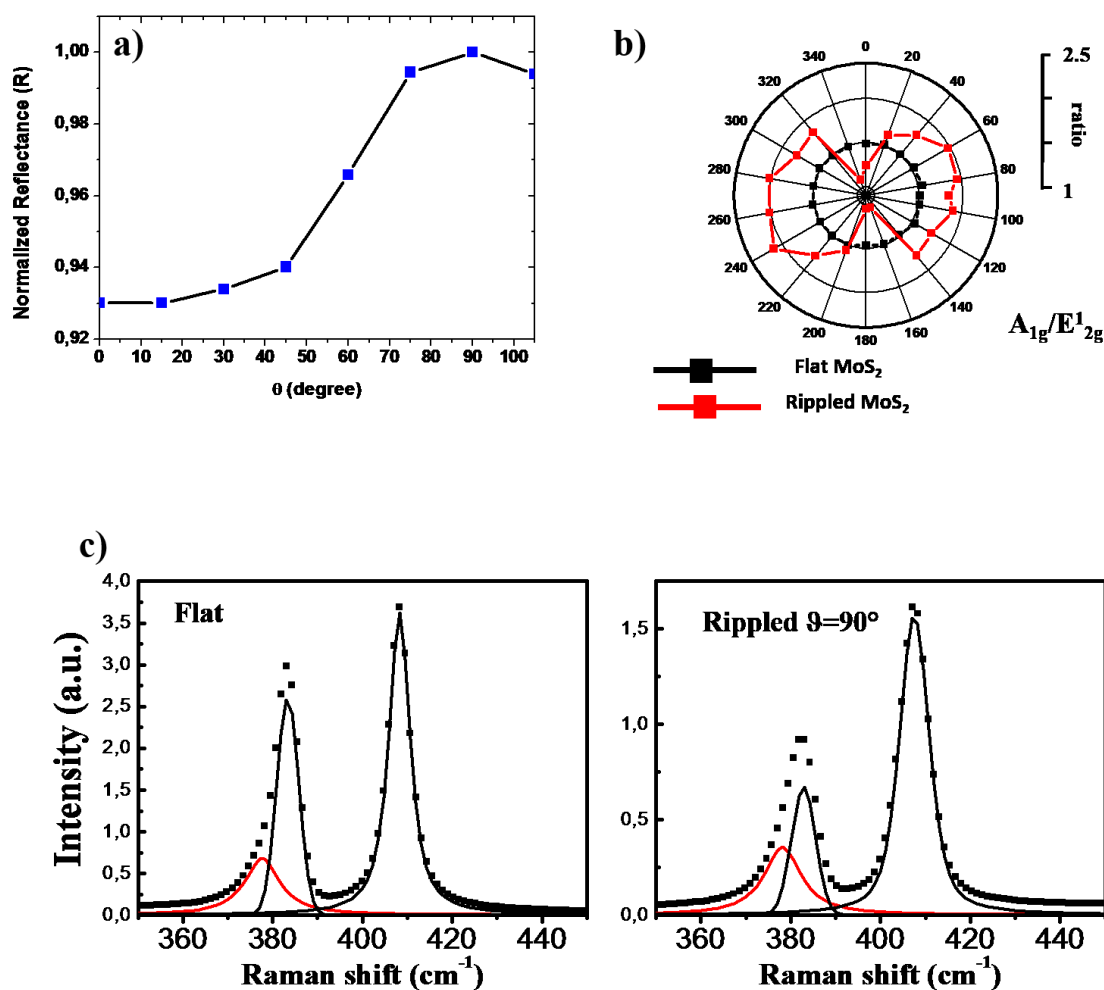 a)
Normalized Reflectance (R)
1,00
0,98
0,96
0,94
0,92
0 10 20 30 40 50 60 70 80 90 100
θ (degree)
b)
0
20
40
60
80
100
120
140
160
180
200
220
240
260
280
300
320
340
2.5
ratio
1
A1g/E¹2g
Flat MoS₂
Rippled MoS₂
c)
Intensity (a.u.)
4,0
3,5
3,0
2,5
2,0
1,5
1,0
0,5
0,0
Flat
360 380 400 420 440
Raman shift (cm⁻¹)
1,5
1,0
0,5
0,0
Rippled ϑ=90°
360 380 400 420 440
Raman shift (cm⁻¹)